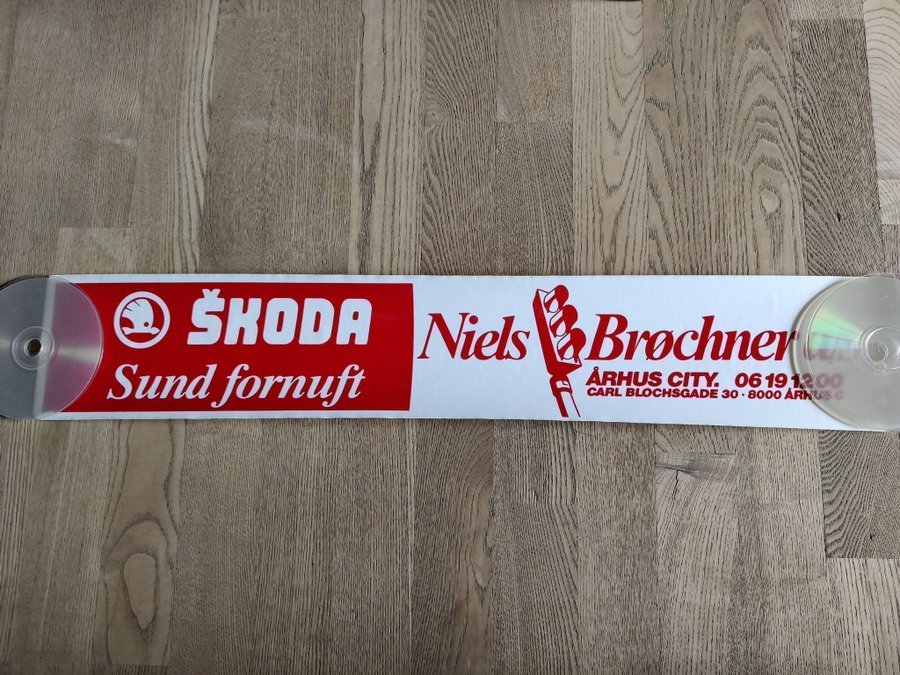 ŠKODA
Sund fornuft
Niels Brøchner a/s
ÅRHUS CITY. 06 19 12 00
CARL BLOCHSGADE 30 · 8000 ÅRHUS C